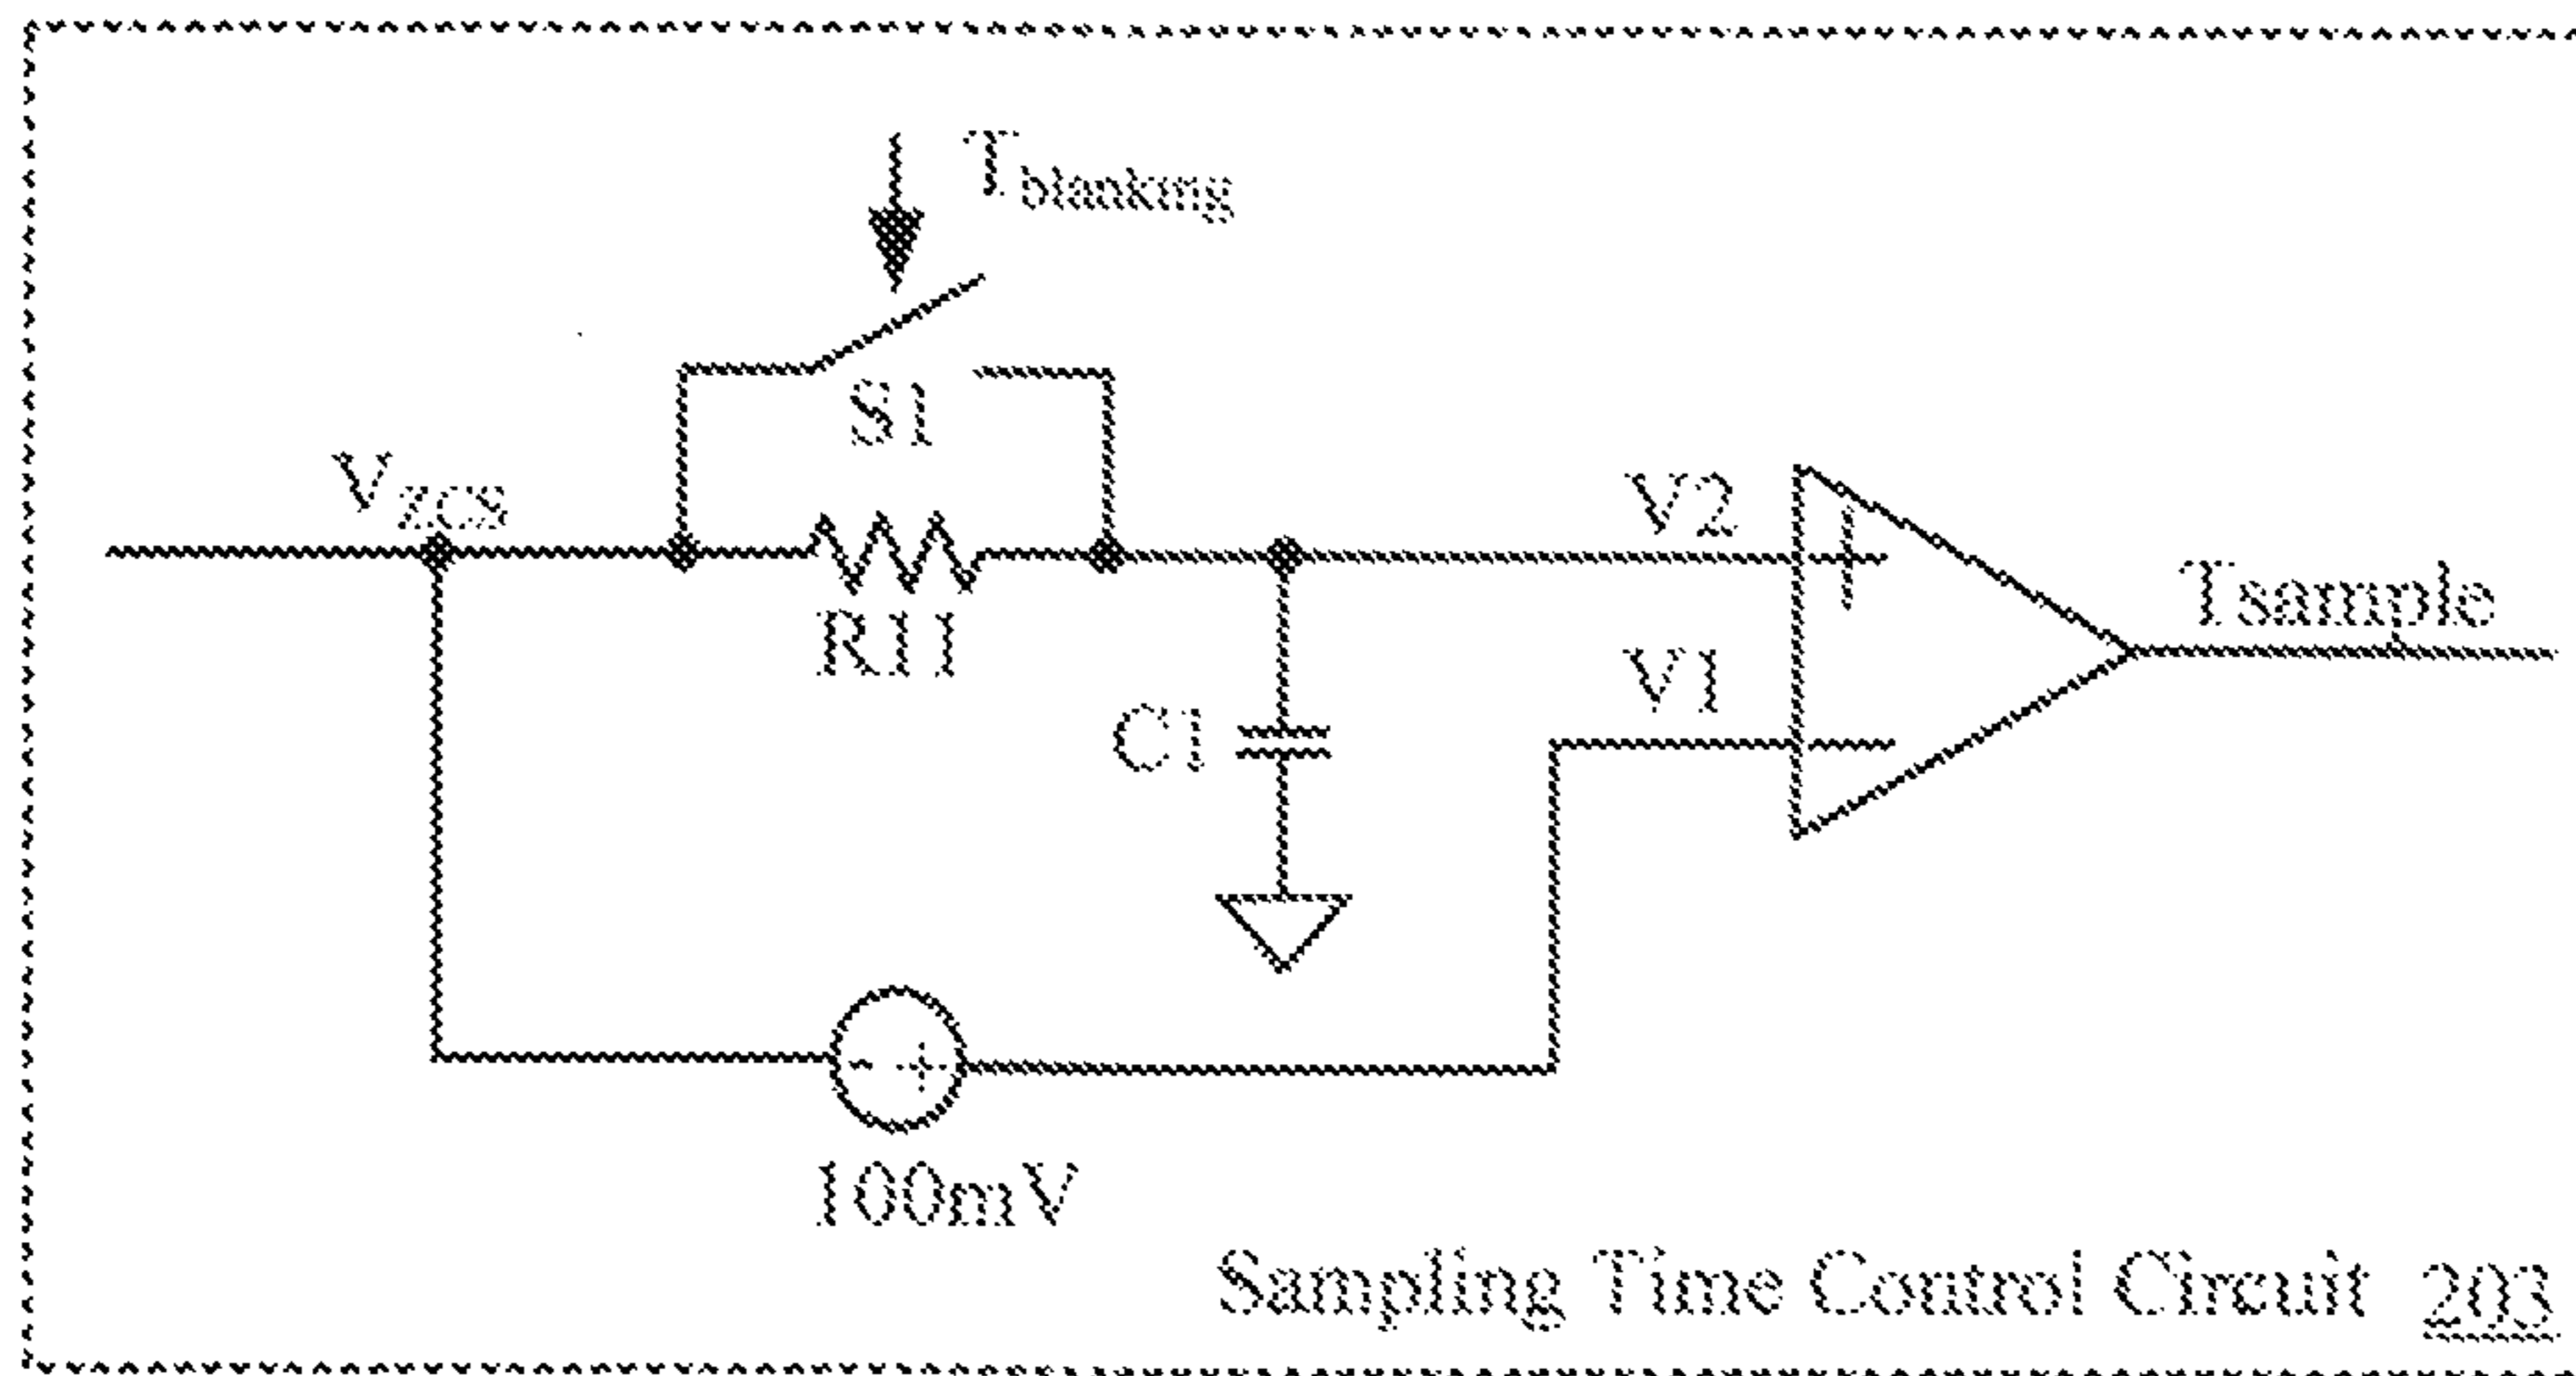 Tblanking
S1
VZCS
R11
V2
V1
C1
Tsample
- +
100mV
Sampling Time Control Circuit 203